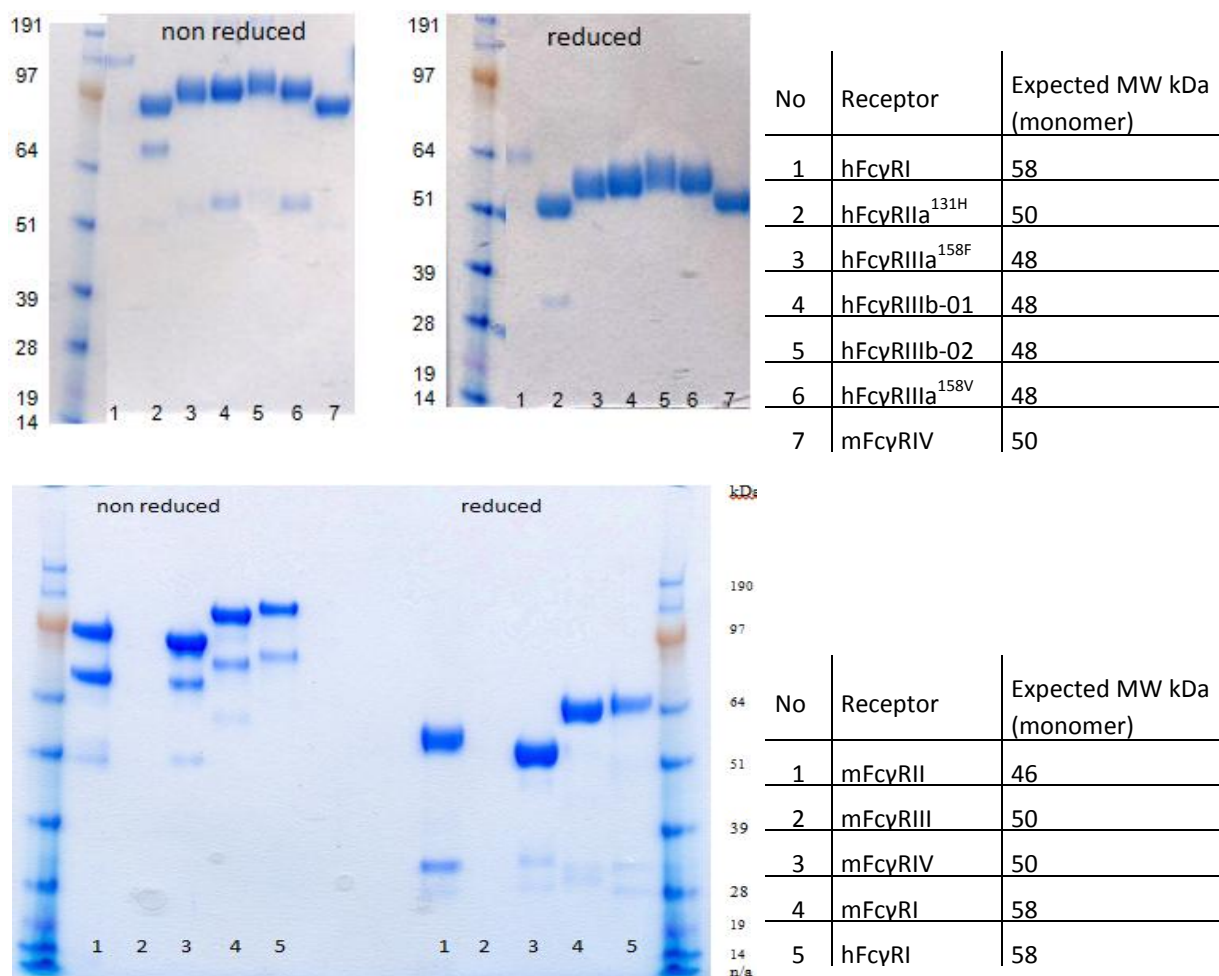 non reduced
191
97
64
51
39
28
19
14
1 2 3 4 5 6 7
reduced
191
97
64
51
39
28
19
14
1 2 3 4 5 6 7
No Receptor Expected MW kDa (monomer)
1 hFcγRI 58
2 hFcγRIIa131H 50
3 hFcγRIIIa158F 48
4 hFcγRIIIb-01 48
5 hFcγRIIIb-02 48
6 hFcγRIIIa158V 48
7 mFcγRIV 50
non reduced
reduced
1 2 3 4 5
1 2 3 4 5
kDa
190
97
64
51
39
28
19
14
n/a
No Receptor Expected MW kDa (monomer)
1 mFcγRII 46
2 mFcγRIII 50
3 mFcγRIV 50
4 mFcγRI 58
5 hFcγRI 58